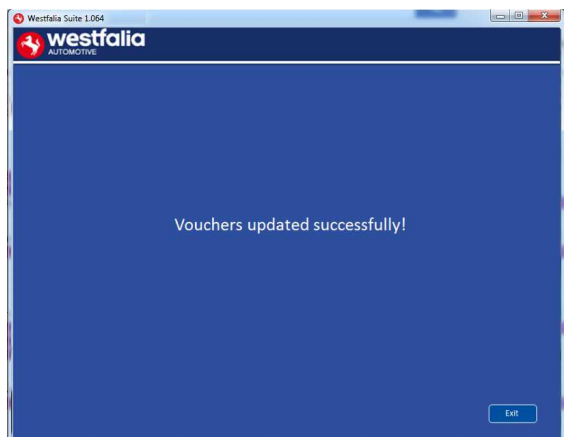 Westfalia Suite 1.064
westfalia
AUTOMOTIVE
Vouchers updated successfully!
Exit